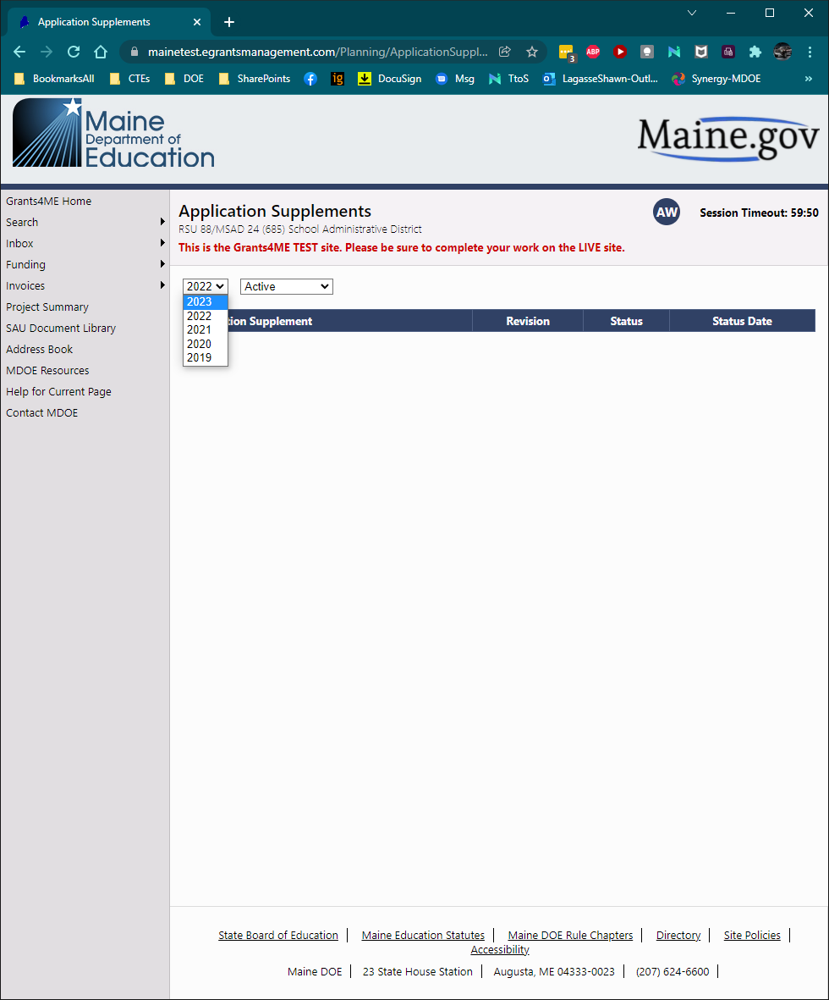 Application Supplements
mainetest.egrantsmanagement.com/Planning/ApplicationSuppl...
3
ABP
BookmarksAll
CTEs
DOE
SharePoints
ig
DocuSign
Msg
TtoS
LagasseShawn-Outl...
Synergy-MDOE
»
Maine
Department of
Education
Maine.gov
Grants4ME Home
Search
Inbox
Funding
Invoices
Project Summary
SAU Document Library
Address Book
MDOE Resources
Help for Current Page
Contact MDOE
Application Supplements
AW
Session Timeout: 59:50
RSU 88/MSAD 24 (685) School Administrative District
This is the Grants4ME TEST site. Please be sure to complete your work on the LIVE site.
2022 Active
2023
2022
2021
2020
2019
tion Supplement Revision Status Status Date
State Board of Education Maine Education Statutes Maine DOE Rule Chapters Directory Site Policies
Accessibility
Maine DOE 23 State House Station Augusta, ME 04333-0023 (207) 624-6600